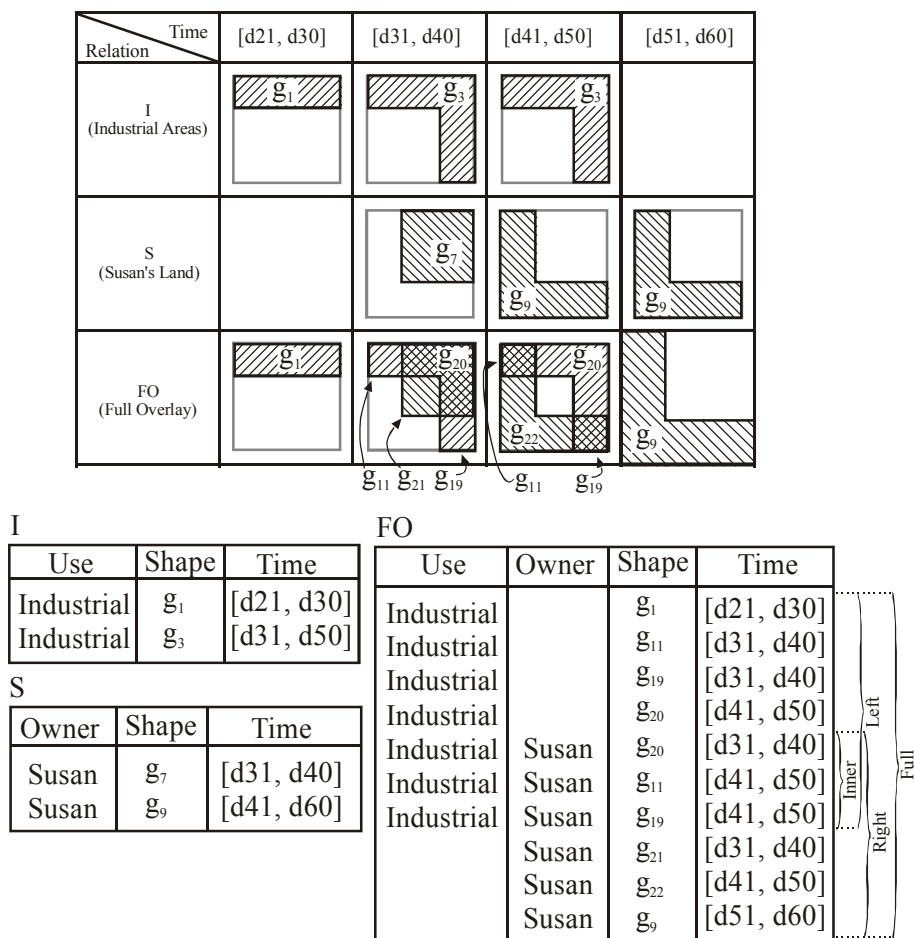 Time [d21, d30] [d31, d40] [d41, d50] [d51, d60]
Relation
I
(Industrial Areas)
g₁ g₃ g₃
S
(Susan's Land)
g₇ g₉ g₉
FO
(Full Overlay)
g₁ g₂₀ g₂₀ g₂₂ g₉
g₁₁ g₂₁ g₁₉ g₁₁ g₁₉
I
Use Shape Time
Industrial g₁ [d21, d30]
Industrial g₃ [d31, d50]
S
Owner Shape Time
Susan g₇ [d31, d40]
Susan g₉ [d41, d60]
FO
Use Owner Shape Time
Industrial g₁ [d21, d30]
Industrial g₁₁ [d31, d40]
Industrial g₁₉ [d31, d40]
Industrial g₂₀ [d41, d50]
Industrial Susan g₂₀ [d31, d40]
Industrial Susan g₁₁ [d41, d50]
Industrial Susan g₁₉ [d41, d50]
Susan g₂₁ [d31, d40]
Susan g₂₂ [d41, d50]
Susan g₉ [d51, d60]
Inner
Left
Right
Full